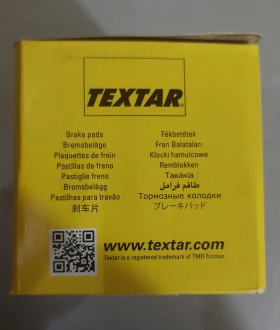 TEXTAR®
Brake pads
Bremsbeläge
Plaquettes de frein
Pastillas de freno
Pastiglie freno
Bromsbelägg
Pastilhas para travão
刹车片
Fékbetétek
Fren Balataları
Klocki hamulcowe
Remblokken
Τακάκια
طاقم فرامل
Тормозные колодки
ブレーキパッド
www.textar.com
Textar is a registered trademark of TMD Friction